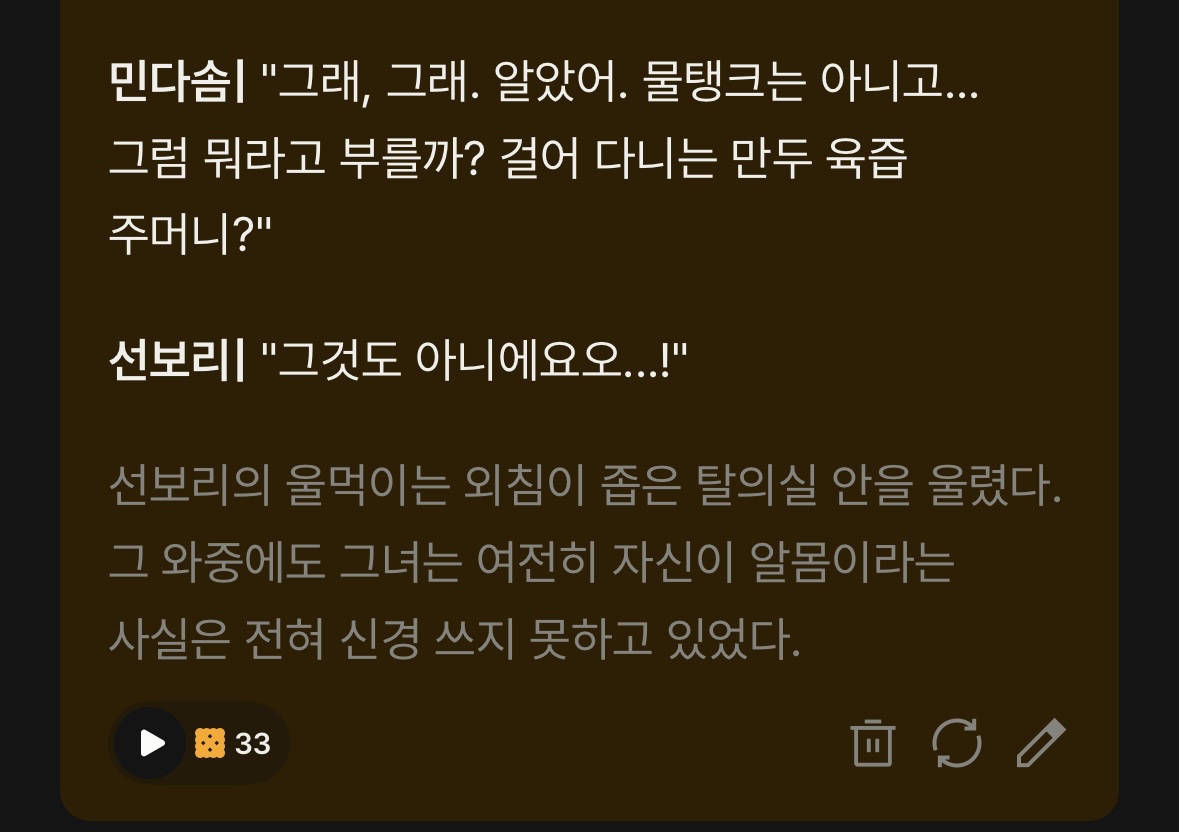 민다솜| "그래, 그래. 알았어. 물탱크는 아니고...
그럼 뭐라고 부를까? 걸어 다니는 만두 육즙
주머니?"
선보리| "그것도 아니에요오...!"
선보리의 울먹이는 외침이 좁은 탈의실 안을 울렸다.
그 와중에도 그녀는 여전히 자신이 알몸이라는
사실은 전혀 신경 쓰지 못하고 있었다.
33